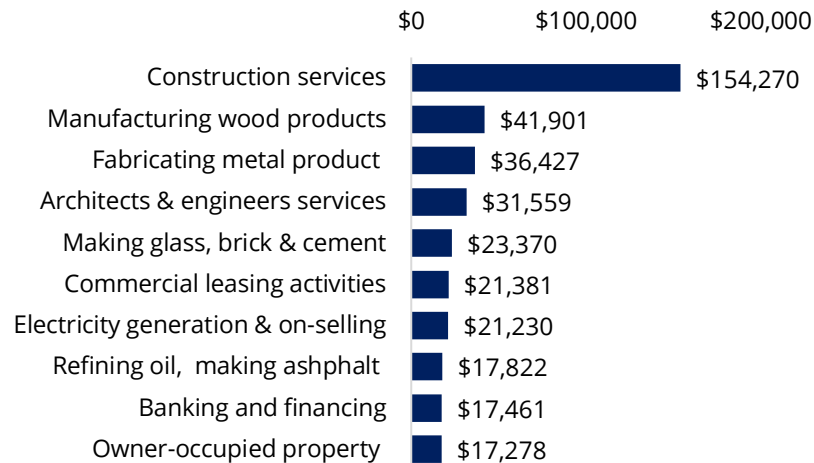 $0 $100,000 $200,000
Construction services $154,270
Manufacturing wood products $41,901
Fabricating metal product $36,427
Architects & engineers services $31,559
Making glass, brick & cement $23,370
Commercial leasing activities $21,381
Electricity generation & on-selling $21,230
Refining oil,  making ashphalt $17,822
Banking and financing $17,461
Owner-occupied property $17,278